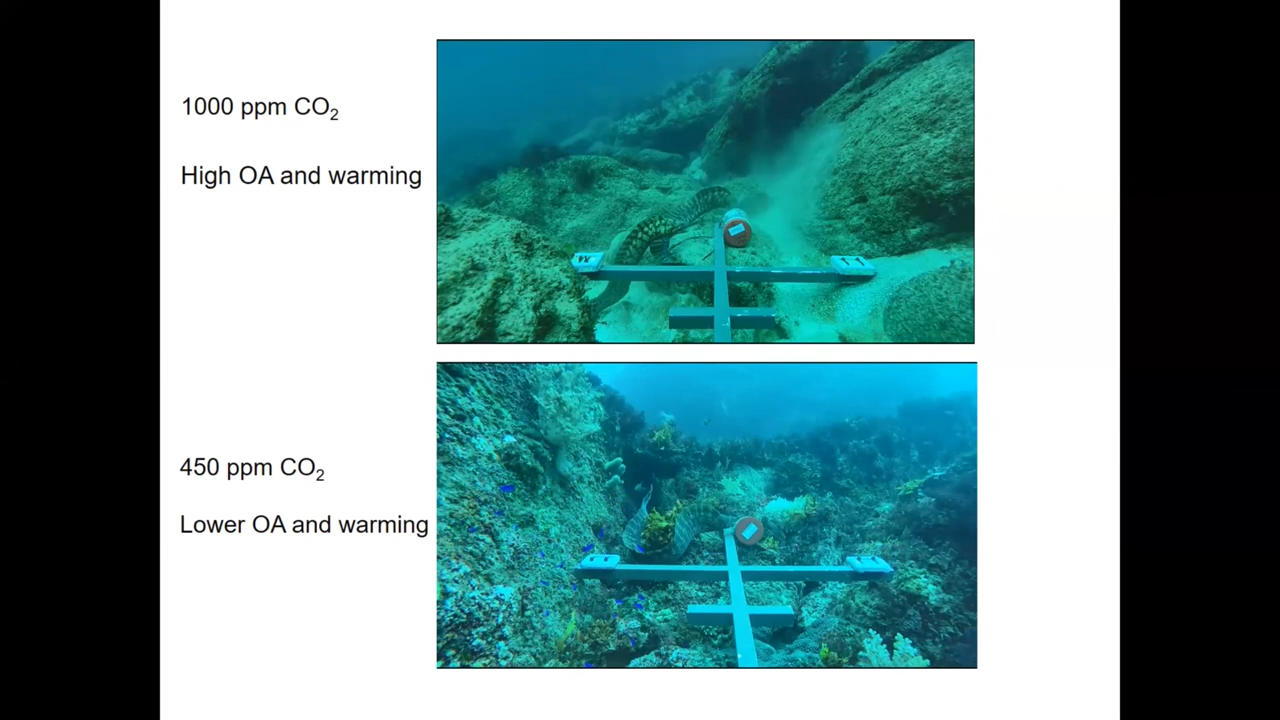 1000 ppm CO₂
High OA and warming
450 ppm CO₂
Lower OA and warming